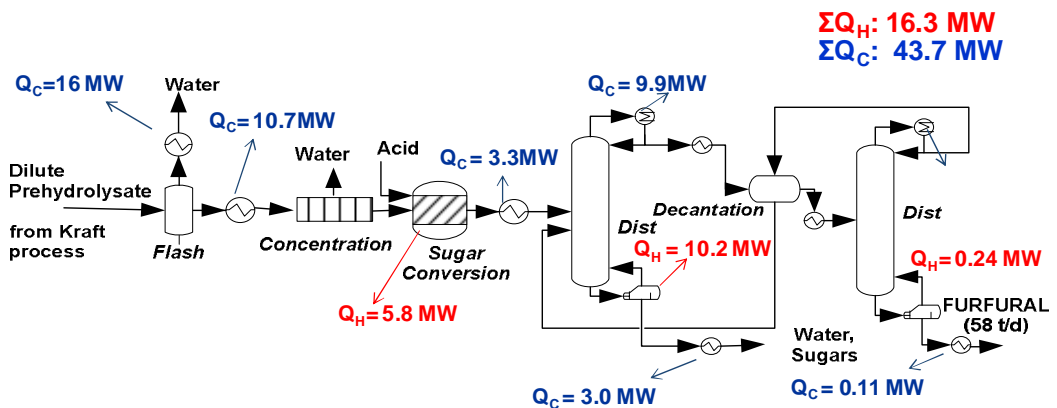 ΣQH: 16.3 MW
ΣQC: 43.7 MW
QC=16 MW
Water
QC=10.7MW
QC= 9.9MW
Water
Acid
QC= 3.3MW
Dilute
Prehydrolysate
from Kraft
process
Flash
Concentration
Sugar
Conversion
Dist
Decantation
Dist
QH= 10.2 MW
QH=0.24 MW
QH=5.8 MW
FURFURAL
(58 t/d)
Water,
Sugars
QC= 3.0 MW
QC= 0.11 MW